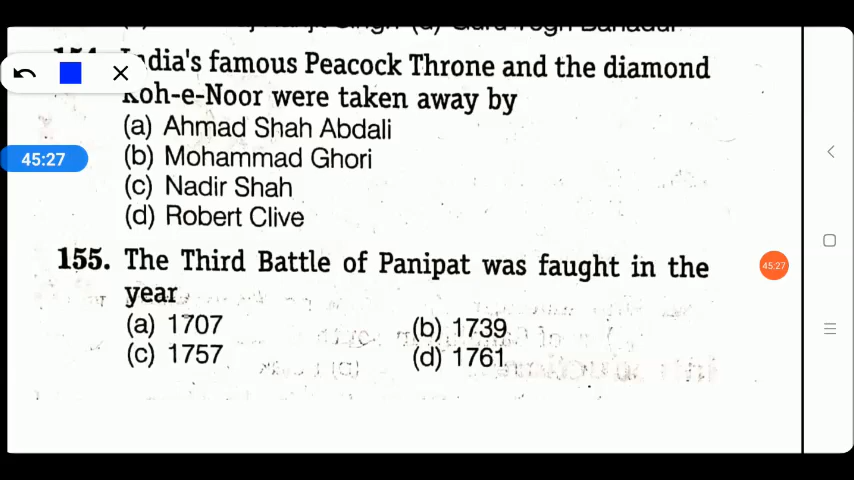 India's famous Peacock Throne and the diamond
Koh-e-Noor were taken away by
(a) Ahmad Shah Abdali
45:27
(b) Mohammad Ghori
(c) Nadir Shah
(d) Robert Clive
155. The Third Battle of Panipat was faught in the
45:27
year
(a) 1707 (b) 1739
(c) 1757 (d) 1761